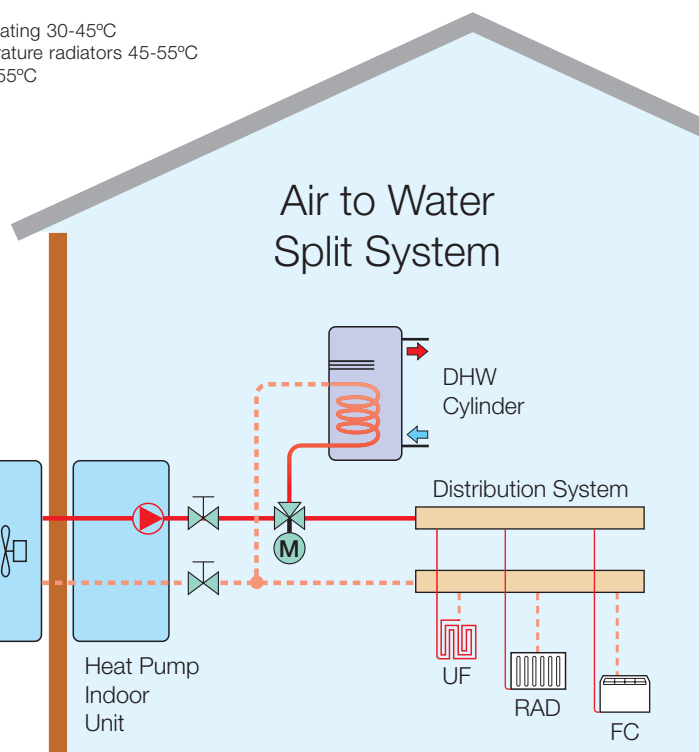 ating 30-45ºC
rature radiators 45-55ºC
55ºC
Air to Water
Split System
DHW
Cylinder
Distribution System
M
UF
RAD
FC
Heat Pump
Indoor
Unit